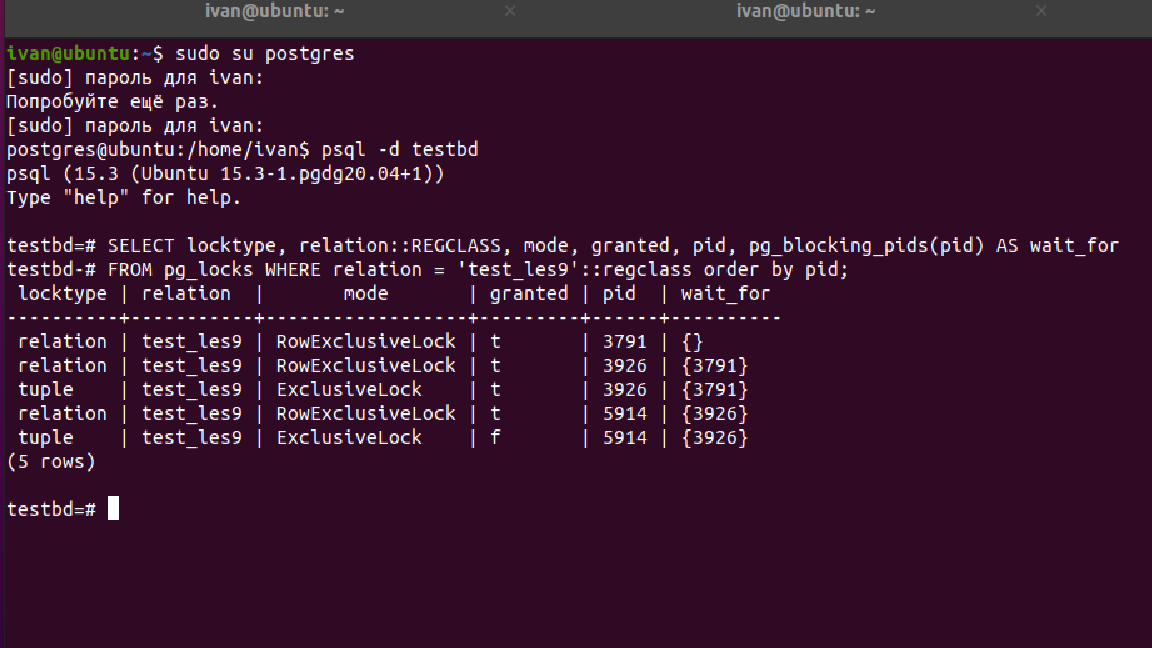 ivan@ubuntu: ~ × ivan@ubuntu: ~ ×
ivan@ubuntu:~$ sudo su postgres
[sudo] пароль для ivan:
Попробуйте ещё раз.
[sudo] пароль для ivan:
postgres@ubuntu:/home/ivan$ psql -d testbd
psql (15.3 (Ubuntu 15.3-1.pgdg20.04+1))
Type "help" for help.
testbd=# SELECT locktype, relation::REGCLASS, mode, granted, pid, pg_blocking_pids(pid) AS wait_for
testbd-# FROM pg_locks WHERE relation = 'test_les9'::regclass order by pid;
 locktype | relation  |       mode       | granted | pid  | wait_for
----------+-----------+------------------+---------+------+----------
 relation | test_les9 | RowExclusiveLock | t       | 3791 | {}
 relation | test_les9 | RowExclusiveLock | t       | 3926 | {3791}
 tuple    | test_les9 | ExclusiveLock    | t       | 3926 | {3791}
 relation | test_les9 | RowExclusiveLock | t       | 5914 | {3926}
 tuple    | test_les9 | ExclusiveLock    | f       | 5914 | {3926}
(5 rows)
testbd=#